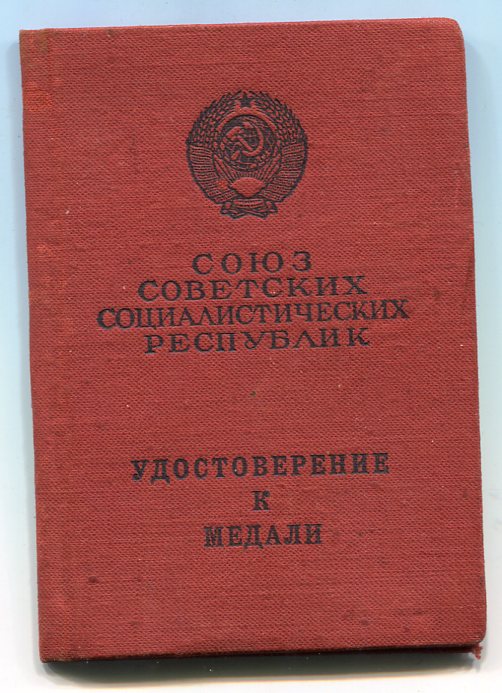 СОЮЗ
СОВЕТСКИХ
СОЦИАЛИСТИЧЕСКИХ
РЕСПУБЛИК
УДОСТОВЕРЕНИЕ
К
МЕДАЛИ